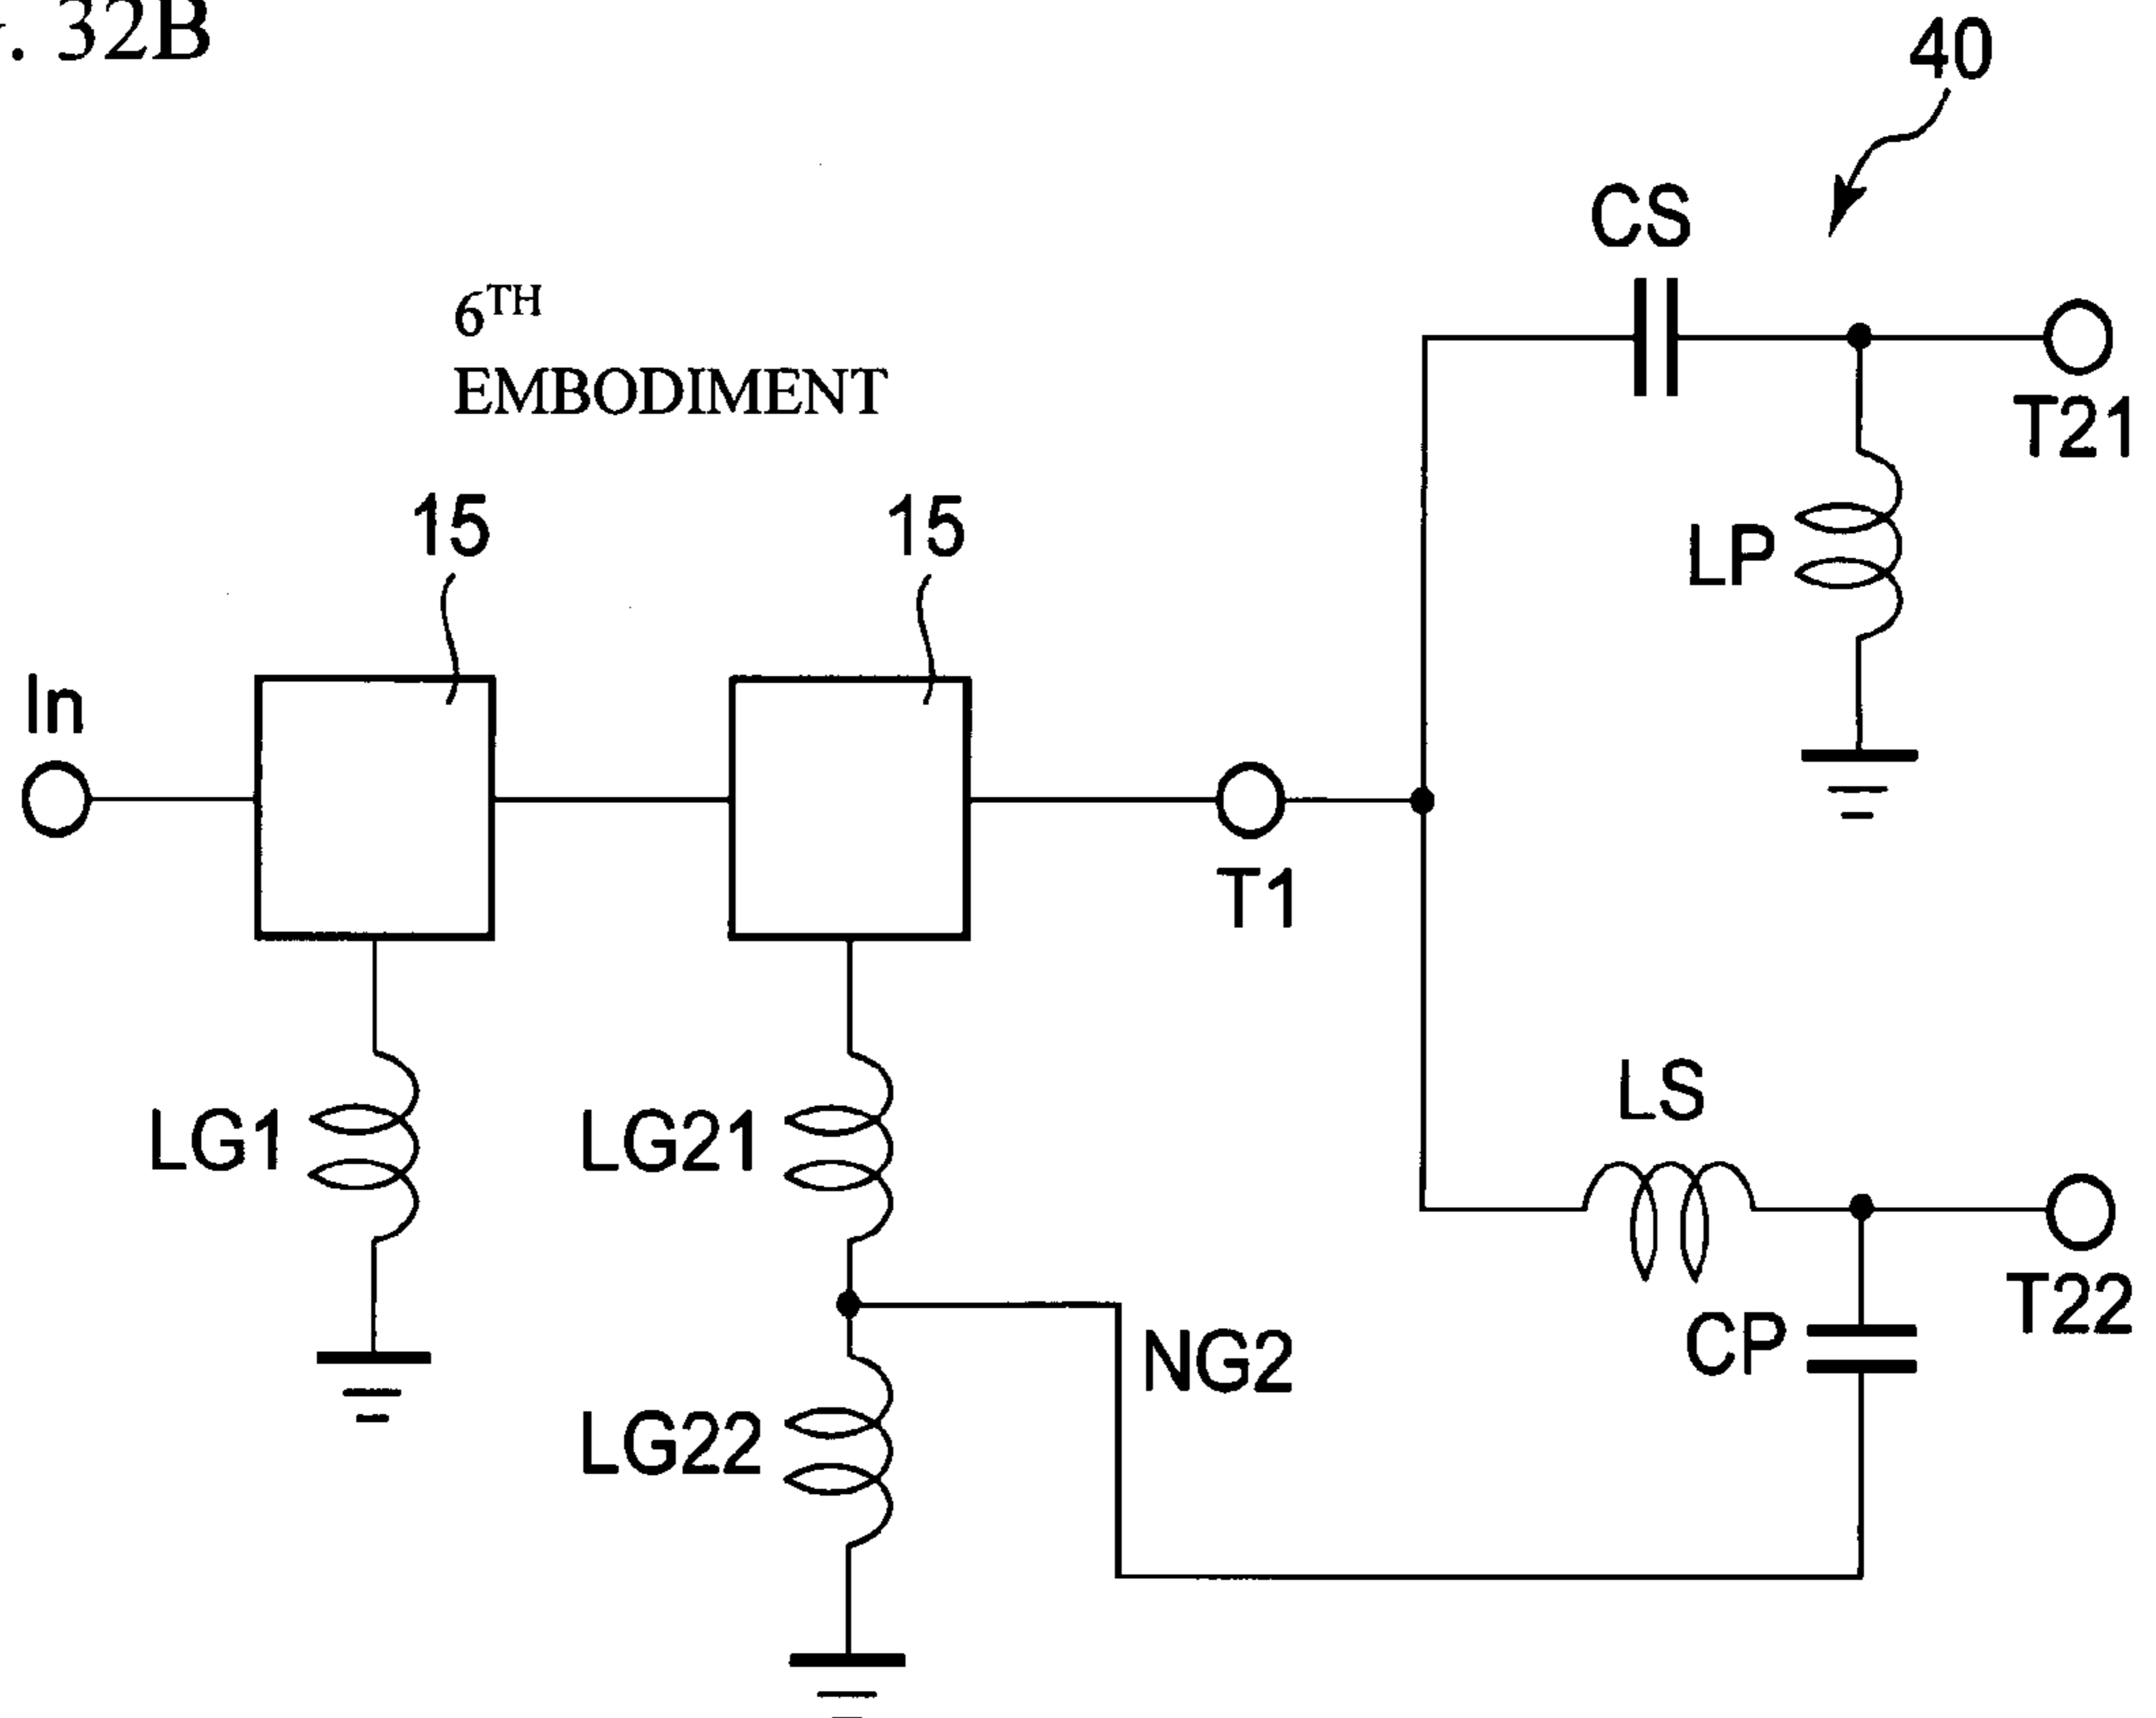 . 32B
40
CS
6TH
EMBODIMENT
T21
15
15
LP
In
T1
LS
LG1
LG21
T22
NG2
CP
LG22